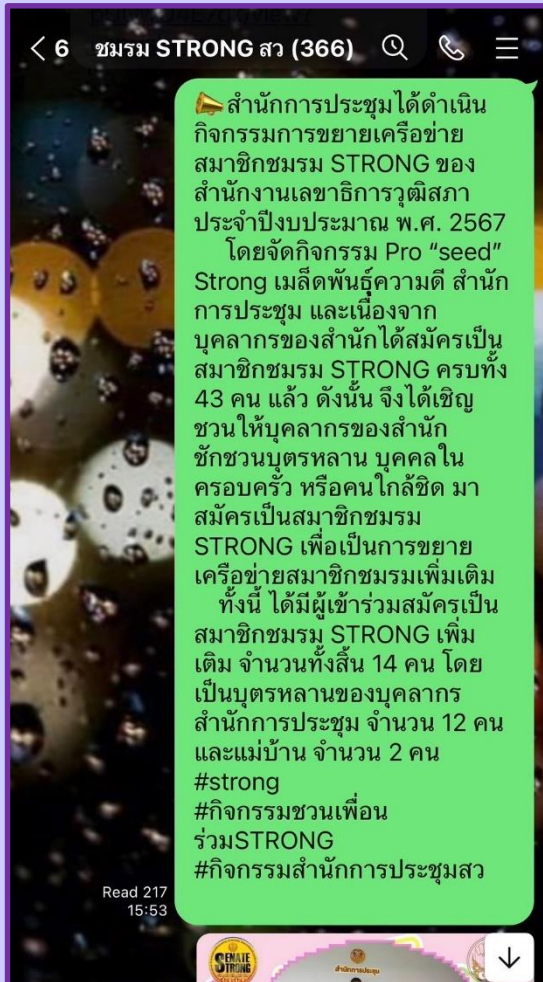 6 ชมรม STRONG สว (366)
📣สำนักการประชุมได้ดำเนิน
กิจกรรมการขยายเครือข่าย
สมาชิกชมรม STRONG ของ
สำนักงานเลขาธิการวุฒิสภา
ประจำปีงบประมาณ พ.ศ. 2567
โดยจัดกิจกรรม Pro “seed”
Strong เมล็ดพันธุ์ความดี สำนัก
การประชุม และเนื่องจาก
บุคลากรของสำนักได้สมัครเป็น
สมาชิกชมรม STRONG ครบทั้ง
43 คน แล้ว ดังนั้น จึงได้เชิญ
ชวนให้บุคลากรของสำนัก
ชักชวนบุตรหลาน บุคคลใน
ครอบครัว หรือคนใกล้ชิด มา
สมัครเป็นสมาชิกชมรม
STRONG เพื่อเป็นการขยาย
เครือข่ายสมาชิกชมรมเพิ่มเติม
ทั้งนี้ ได้มีผู้เข้าร่วมสมัครเป็น
สมาชิกชมรม STRONG เพิ่ม
เติม จำนวนทั้งสิ้น 14 คน โดย
เป็นบุตรหลานของบุคลากร
สำนักการประชุม จำนวน 12 คน
และแม่บ้าน จำนวน 2 คน
#strong
#กิจกรรมชวนเพื่อน
ร่วมSTRONG
#กิจกรรมสำนักการประชุมสว
Read 217
15:53
SENATE
STRONG
สำนักการประชุม